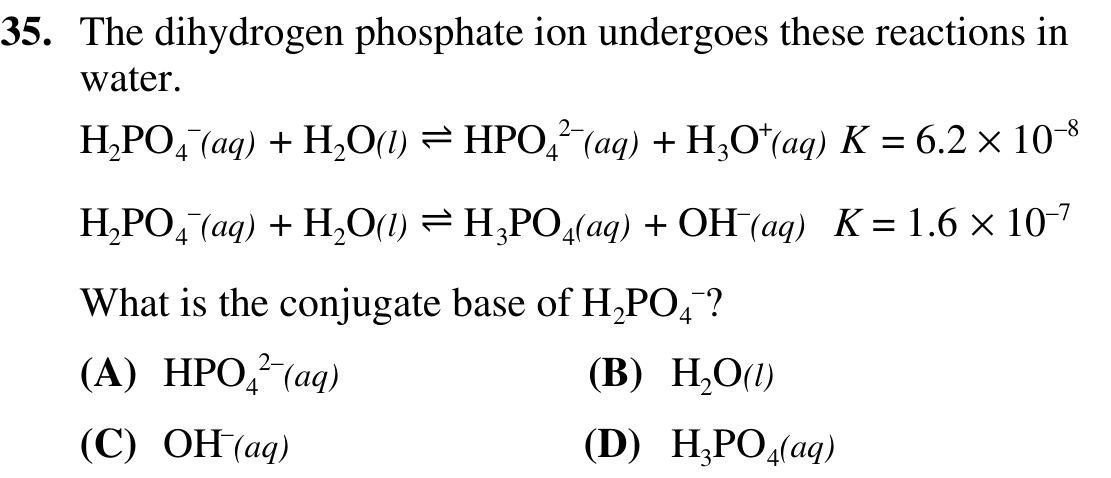 35. The dihydrogen phosphate ion undergoes these reactions in
water.
H₂PO₄⁻(aq) + H₂O(l) ⇌ HPO₄²⁻(aq) + H₃O⁺(aq) K = 6.2 × 10⁻⁸
H₂PO₄⁻(aq) + H₂O(l) ⇌ H₃PO₄(aq) + OH⁻(aq) K = 1.6 × 10⁻⁷
What is the conjugate base of H₂PO₄⁻?
(A) HPO₄²⁻(aq) (B) H₂O(l)
(C) OH⁻(aq) (D) H₃PO₄(aq)